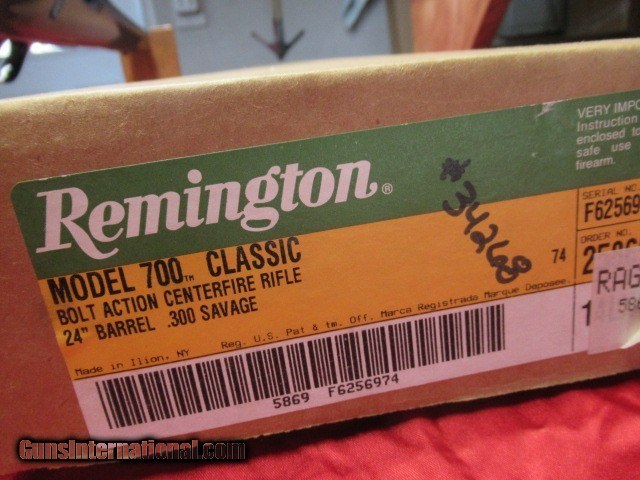 Remington®
MODEL 700™ CLASSIC
BOLT ACTION CENTERFIRE RIFLE
24" BARREL .300 SAVAGE
74
Made in Ilion, NY Reg. U.S. Pat & tm. Off. Marca Registrada Marque Deposee.
5869 F6256974
#34268
VERY IMPO
Instruction
enclosed to
safe use
firearm.
SERIAL NO.
F62569
ORDER NO.
RAG
GunsInternational.com